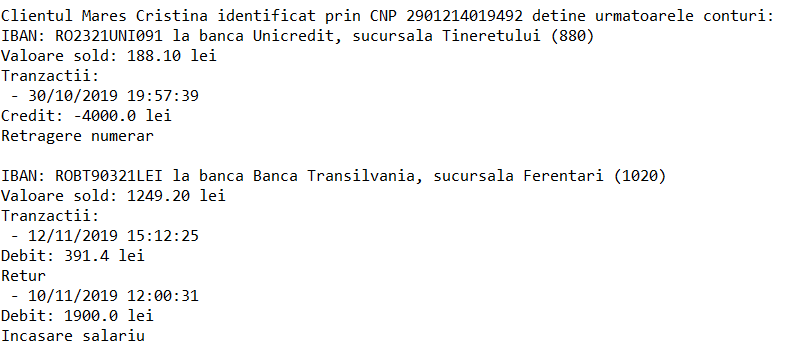 Clientul Mares Cristina identificat prin CNP 2901214019492 detine urmatoarele conturi:
IBAN: RO2321UNI091 la banca Unicredit, sucursala Tineretului (880)
Valoare sold: 188.10 lei
Tranzactii:
- 30/10/2019 19:57:39
Credit: -4000.0 lei
Retragere numerar
IBAN: ROBT90321LEI la banca Banca Transilvania, sucursala Ferentari (1020)
Valoare sold: 1249.20 lei
Tranzactii:
- 12/11/2019 15:12:25
Debit: 391.4 lei
Retur
- 10/11/2019 12:00:31
Debit: 1900.0 lei
Incasare salariu